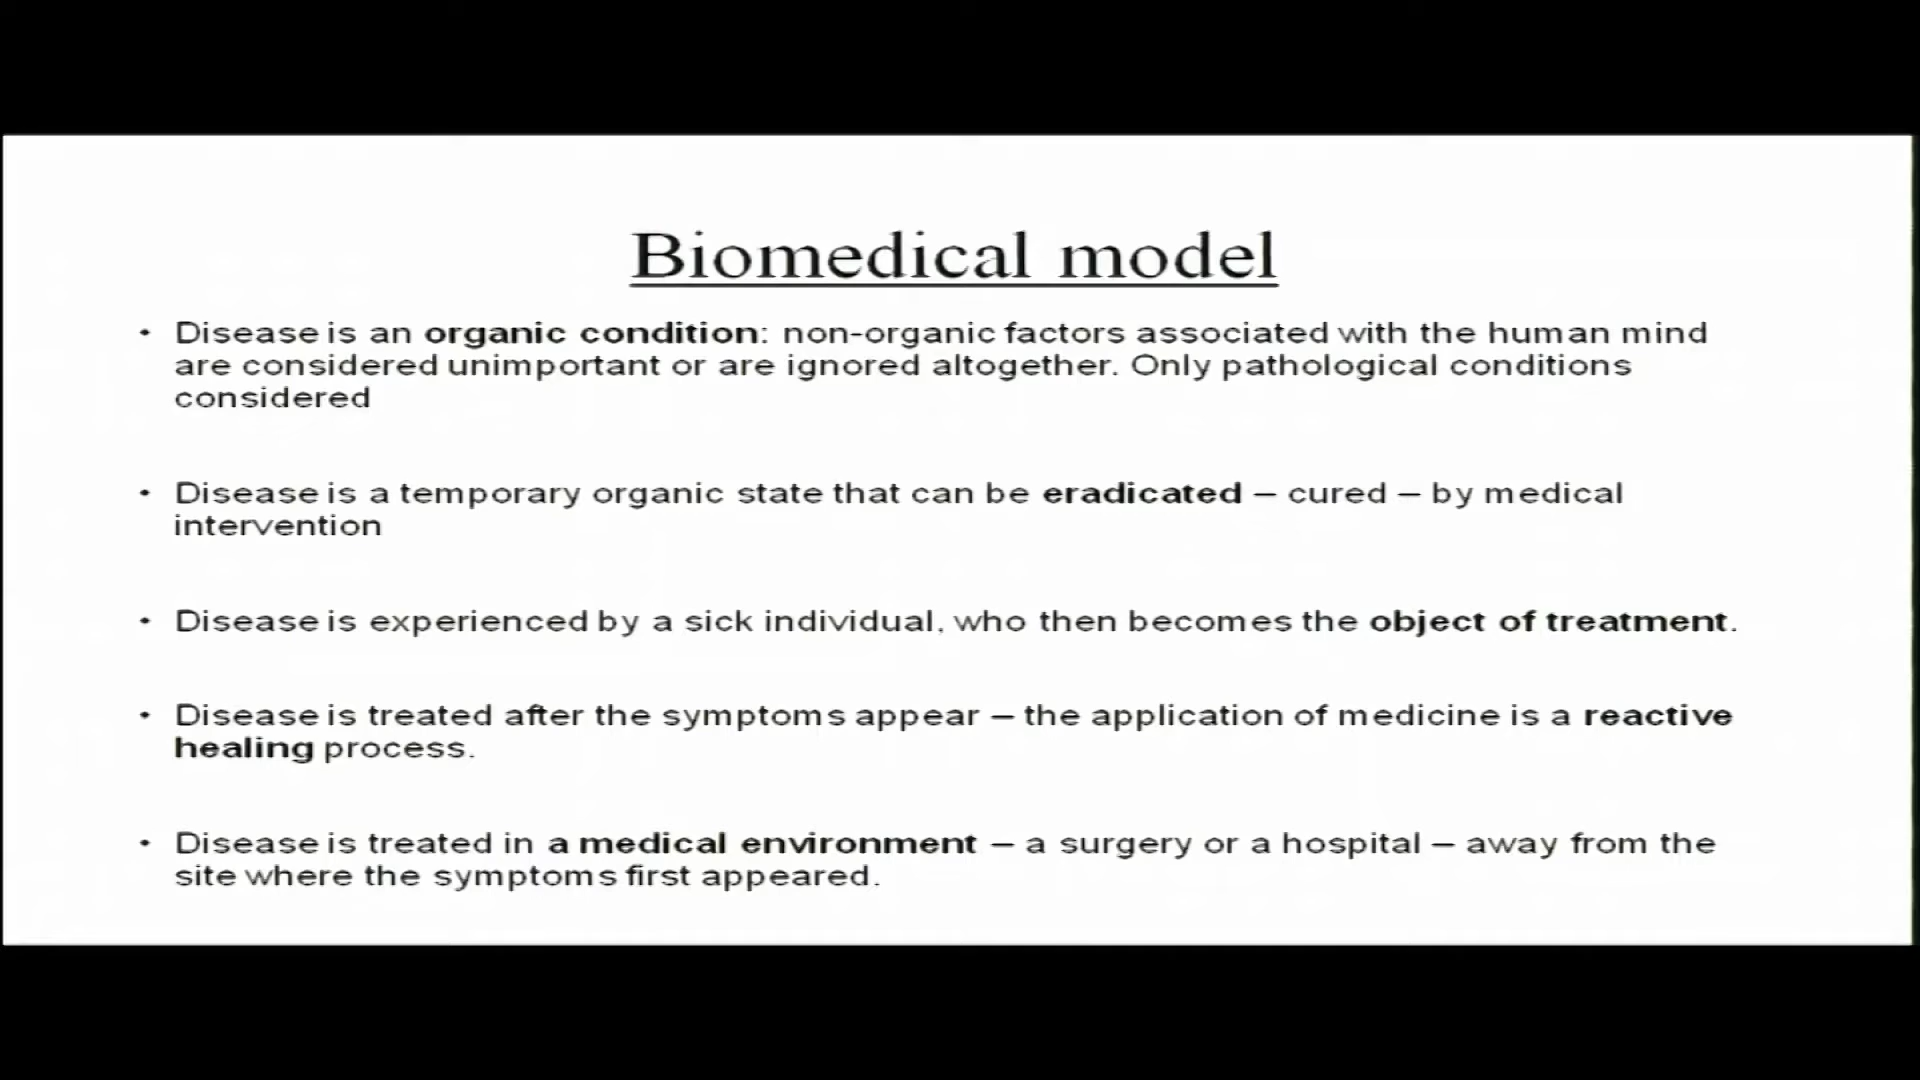 Biomedical model
• Disease is an organic condition: non-organic factors associated with the human mind
are considered unimportant or are ignored altogether. Only pathological conditions
considered
• Disease is a temporary organic state that can be eradicated – cured – by medical
intervention
• Disease is experienced by a sick individual, who then becomes the object of treatment.
• Disease is treated after the symptoms appear – the application of medicine is a reactive
healing process.
• Disease is treated in a medical environment – a surgery or a hospital – away from the
site where the symptoms first appeared.